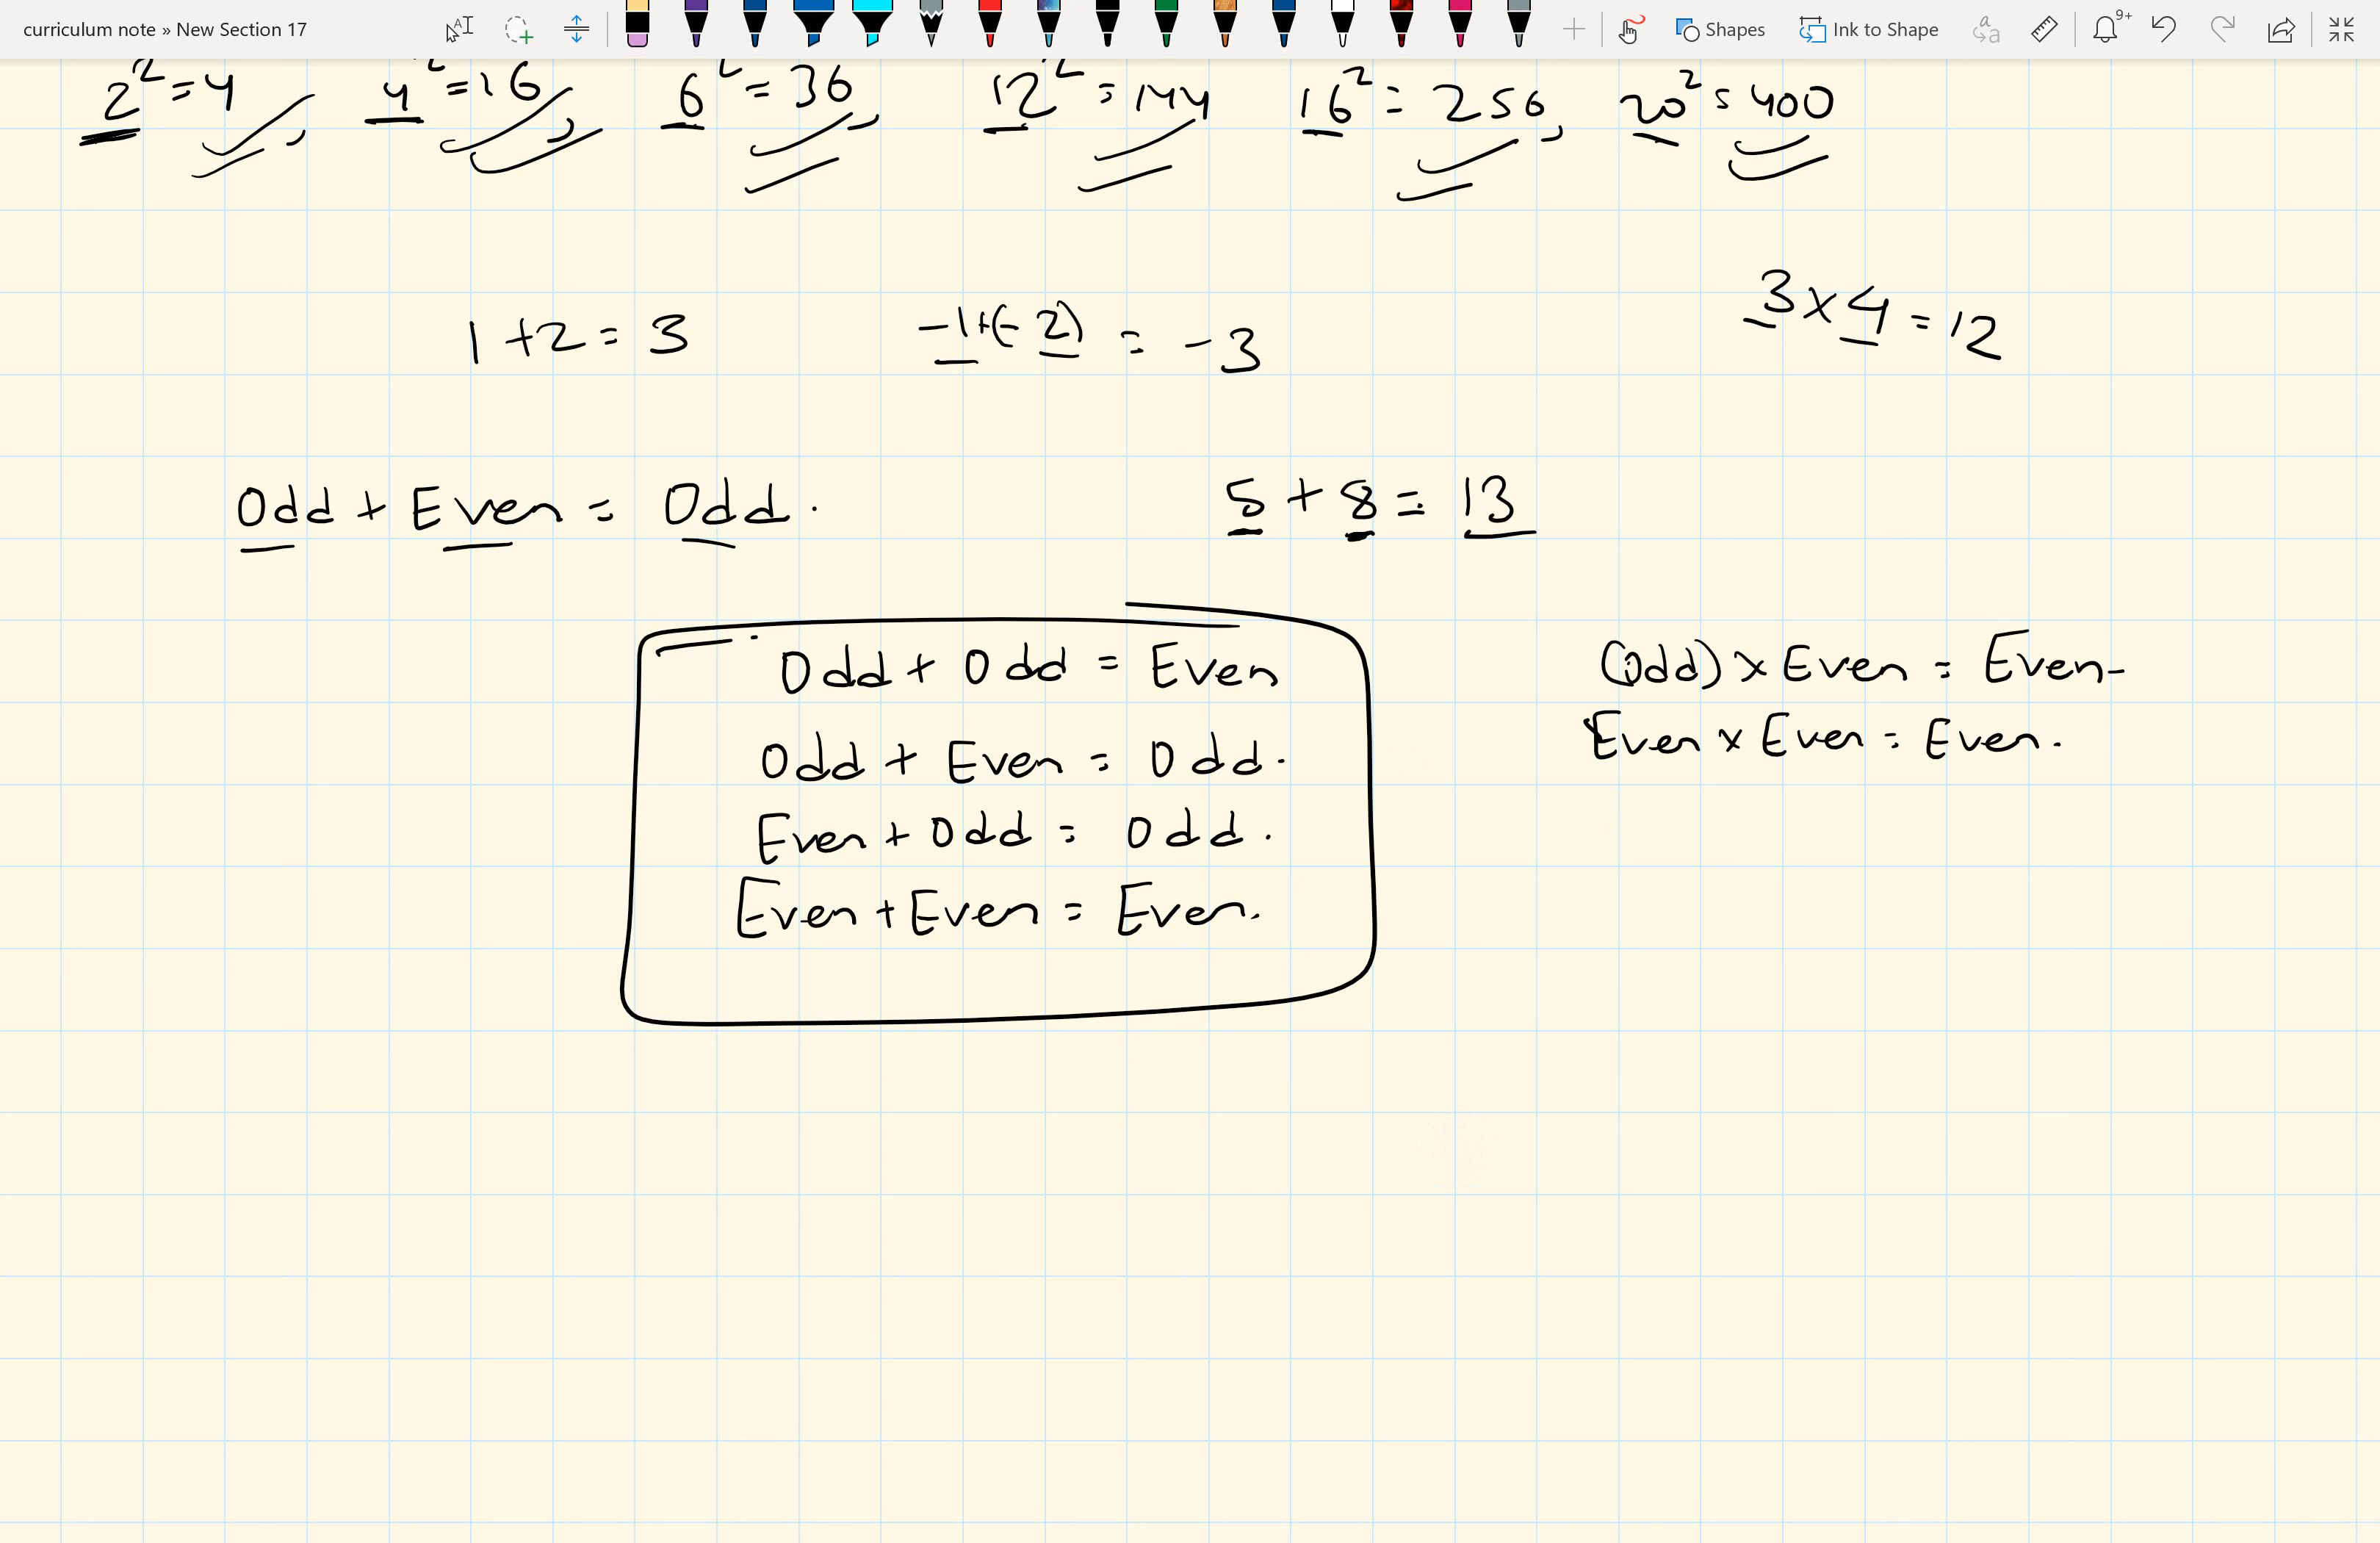 curriculum note » New Section 17 Shapes Ink to Shape 9+
2² = 4, 4² = 16, 6² = 36, 12² = 144 16² = 256, 20² = 400
1 + 2 = 3 -1 + (-2) = -3 3 × 4 = 12
Odd + Even = Odd. 5 + 8 = 13
Odd + Odd = Even
Odd + Even = Odd.
Even + Odd = Odd.
Even + Even = Even.
(Odd) × Even = Even-
Even × Even = Even.